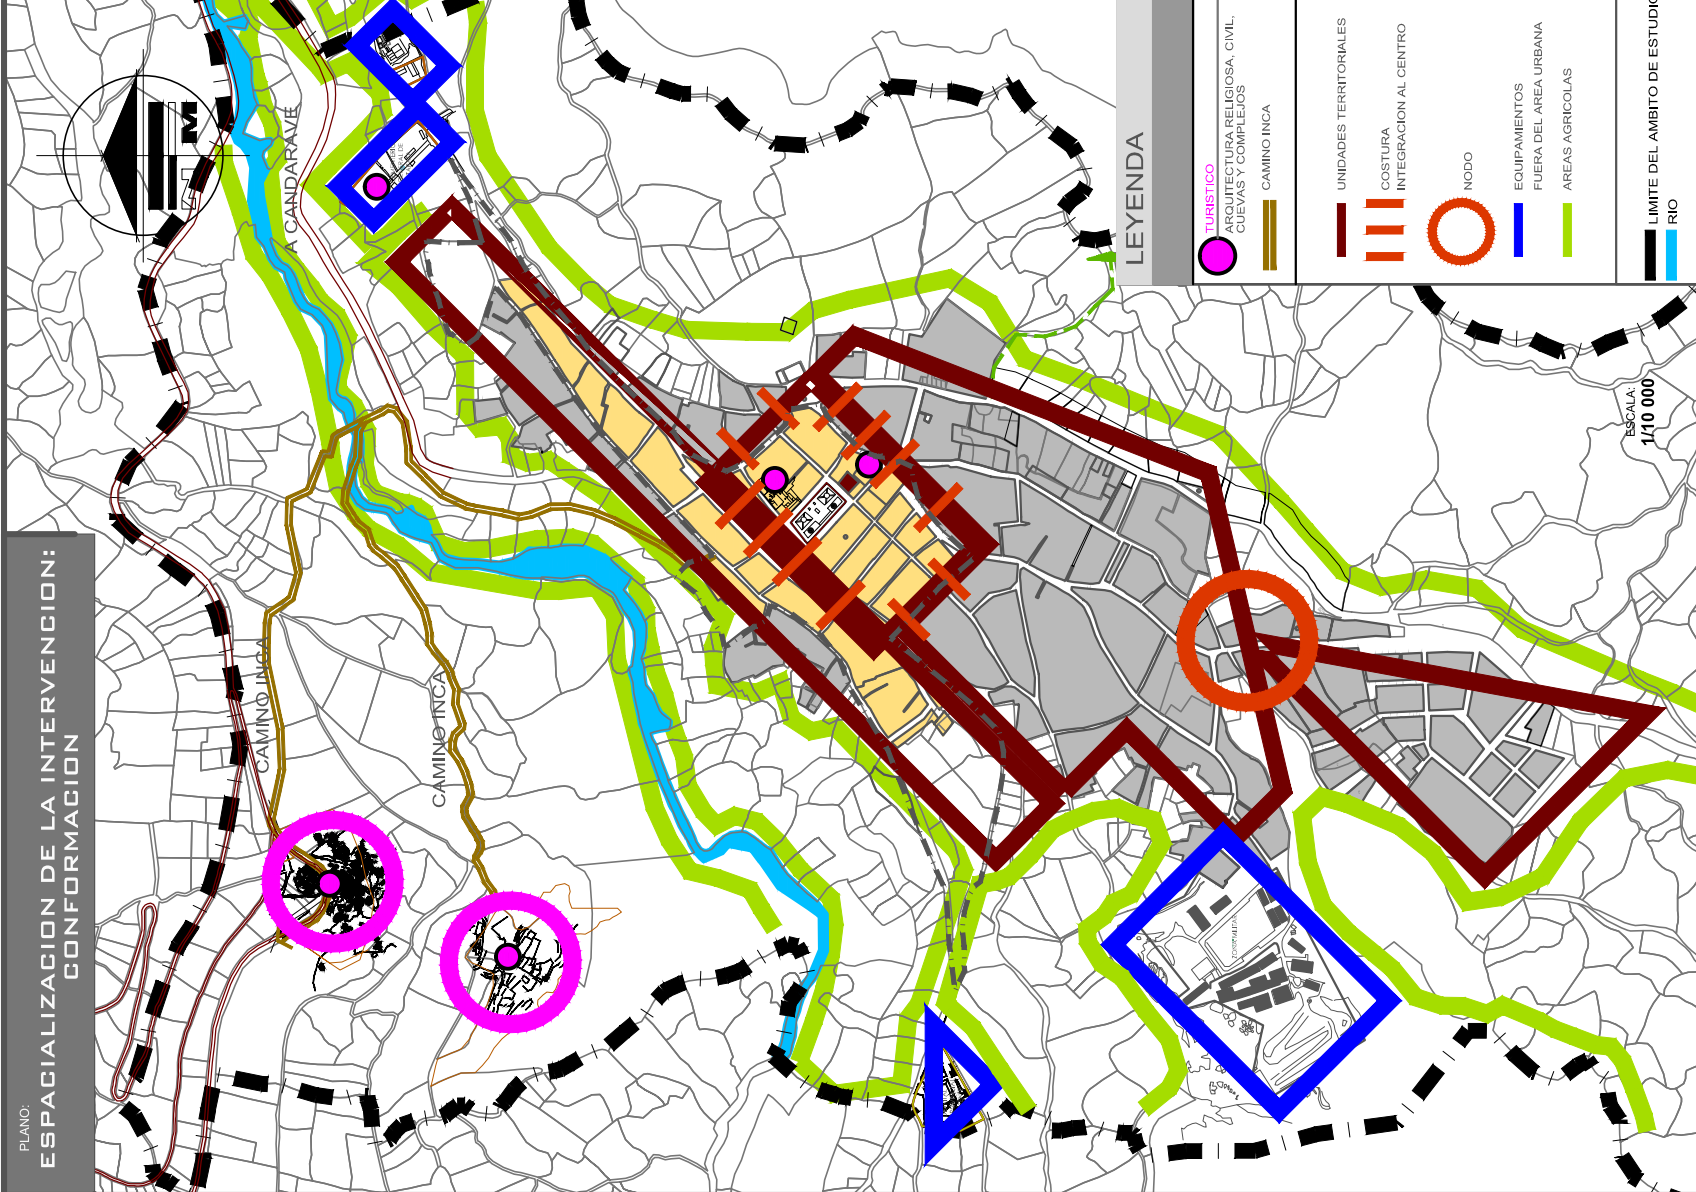 PLANO:
ESPACIALIZACION DE LA INTERVENCION:
CONFORMACION
A CANDARAVE
CAMINO INCA
CAMINO INCA
LEYENDA
TURISTICO
ARQUITECTURA RELIGIOSA, CIVIL,
CUEVAS Y COMPLEJOS
CAMINO INCA
UNIDADES TERRITORIALES
COSTURA
INTEGRACION AL CENTRO
NODO
EQUIPAMIENTOS
FUERA DEL AREA URBANA
AREAS AGRICOLAS
LIMITE DEL AMBITO DE ESTUDIO
RIO
ESCALA:
1/10 000